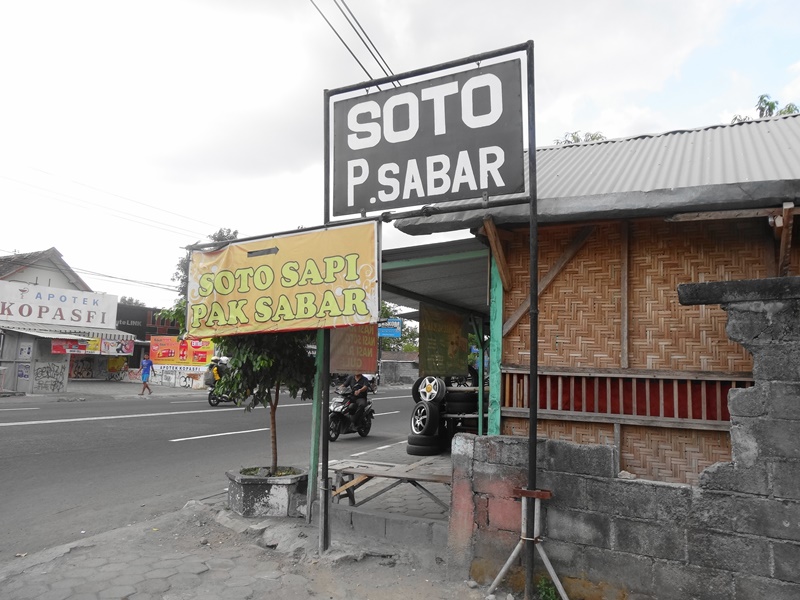 SOTO
P.SABAR
SOTO SAPI
PAK SABAR
APOTEK
KOPASFI